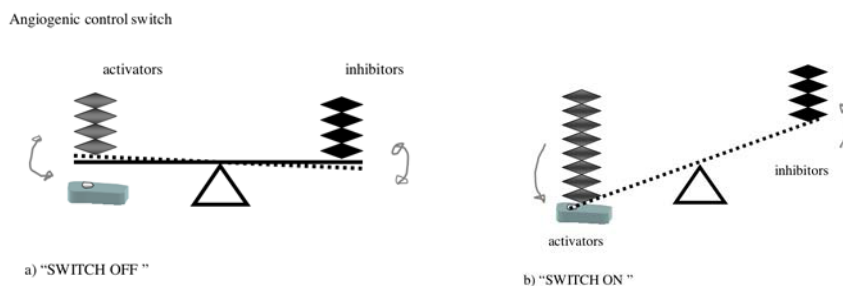 Angiogenic control switch
activators
inhibitors
a) “SWITCH OFF ”
inhibitors
activators
b) “SWITCH ON ”